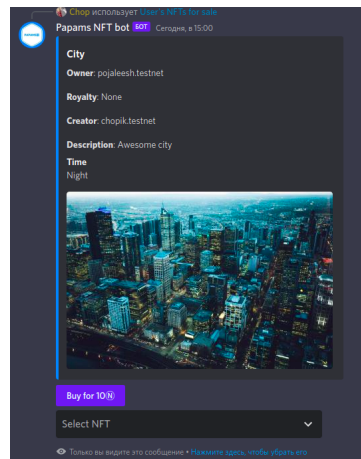 Chop использует User's NFTs for sale
Papams NFT bot БОТ Сегодня, в 15:00
City
Owner: pojaleesh.testnet
Royalty: None
Creator: chopik.testnet
Description: Awesome city
Time
Night
Buy for 10Ⓝ
Select NFT
Только вы видите это сообщение • Нажмите здесь, чтобы убрать его